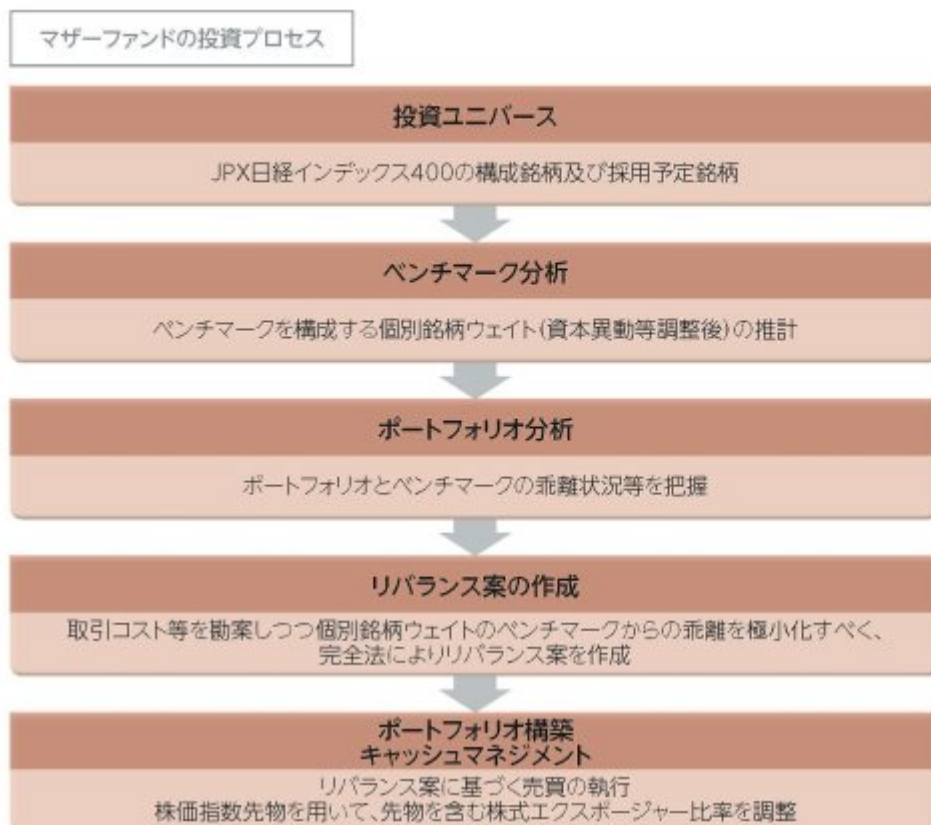 マザーファンドの投資プロセス
投資ユニバース
JPX日経インデックス400の構成銘柄及び採用予定銘柄
ベンチマーク分析
ベンチマークを構成する個別銘柄ウェイト(資本異動等調整後)の推計
ポートフォリオ分析
ポートフォリオとベンチマークの乖離状況等を把握
リバランス案の作成
取引コスト等を勘案しつつ個別銘柄ウェイトのベンチマークからの乖離を極小化すべく、
完全法によりリバランス案を作成
ポートフォリオ構築
キャッシュマネジメント
リバランス案に基づく売買の執行
株価指数先物を用いて、先物を含む株式エクスポージャー比率を調整